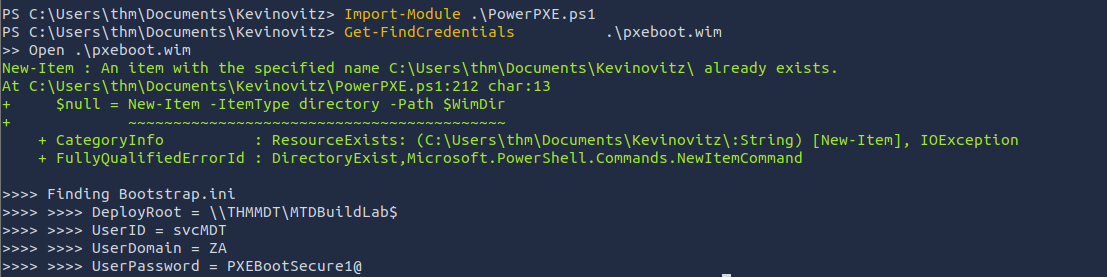 PS C:\Users\thm\Documents\Kevinovitz> Import-Module .\PowerPXE.ps1
PS C:\Users\thm\Documents\Kevinovitz> Get-FindCredentials          .\pxeboot.wim
>> Open .\pxeboot.wim
New-Item : An item with the specified name C:\Users\thm\Documents\Kevinovitz\ already exists.
At C:\Users\thm\Documents\Kevinovitz\PowerPXE.ps1:212 char:13
+     $null = New-Item -ItemType directory -Path $WimDir
+             ~~~~~~~~~~~~~~~~~~~~~~~~~~~~~~~~~~~~~~~~~~
    + CategoryInfo          : ResourceExists: (C:\Users\thm\Documents\Kevinovitz\:String) [New-Item], IOException
    + FullyQualifiedErrorId : DirectoryExist,Microsoft.PowerShell.Commands.NewItemCommand
>>>> Finding Bootstrap.ini
>>>> >>>> DeployRoot = \\THMMDT\MTDBuildLab$
>>>> >>>> UserID = svcMDT
>>>> >>>> UserDomain = ZA
>>>> >>>> UserPassword = PXEBootSecure1@